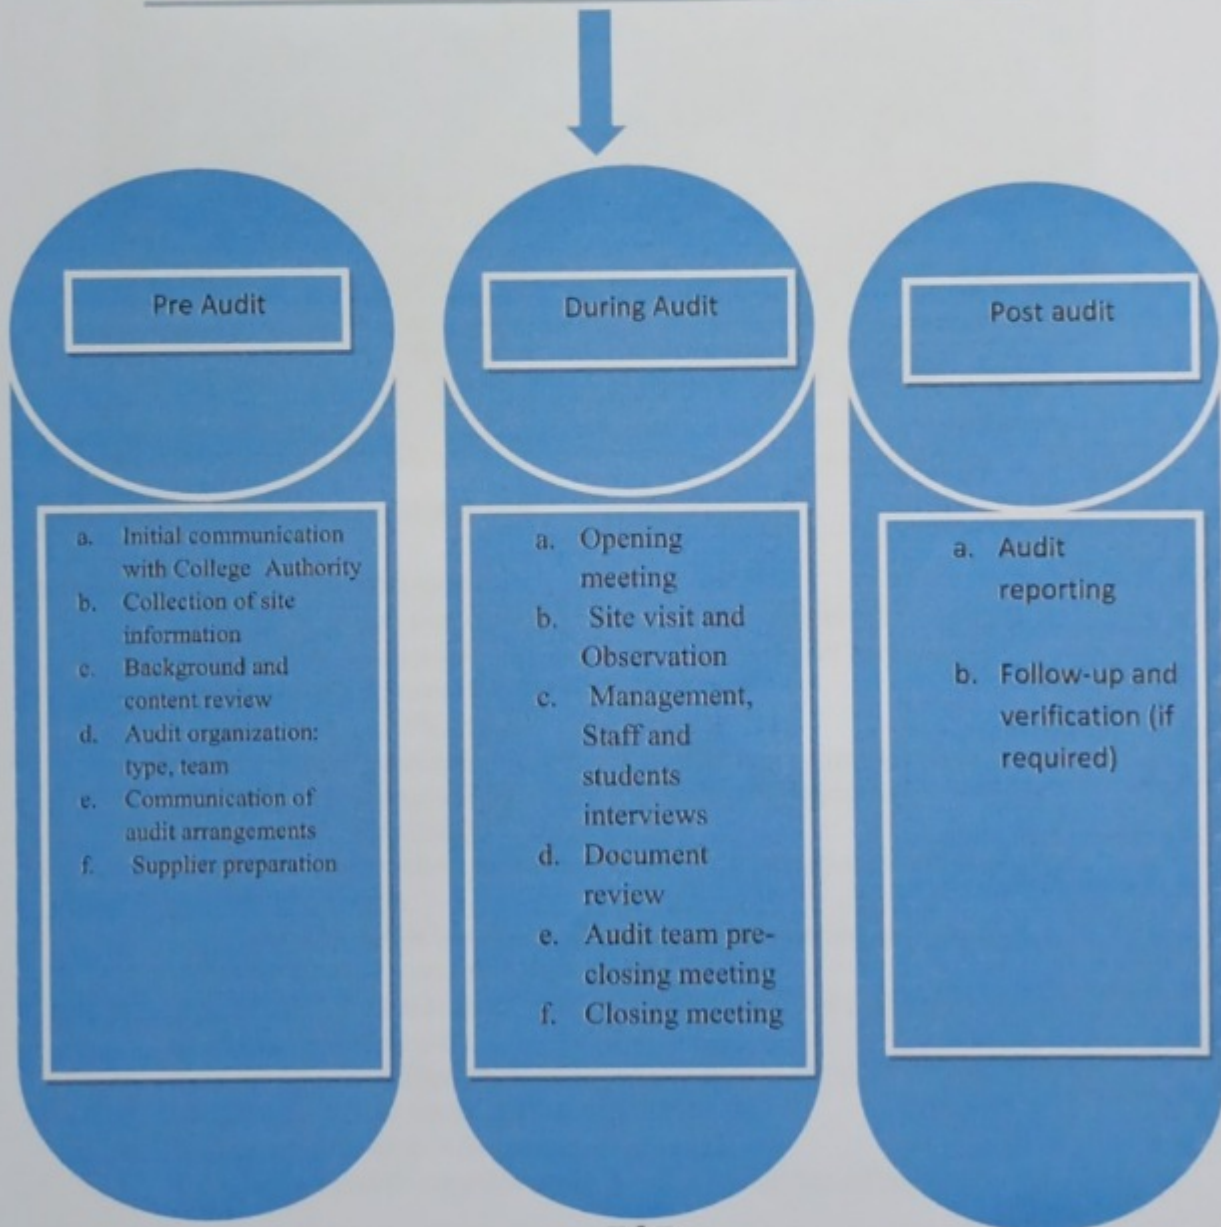 Pre Audit
a. Initial communication
with College Authority
b. Collection of site
information
c. Background and
content review
d. Audit organization:
type, team
e. Communication of
audit arrangements
f. Supplier preparation
During Audit
a. Opening
meeting
b. Site visit and
Observation
c. Management,
Staff and
students
interviews
d. Document
review
e. Audit team pre-
closing meeting
f. Closing meeting
Post audit
a. Audit
reporting
b. Follow-up and
verification (if
required)